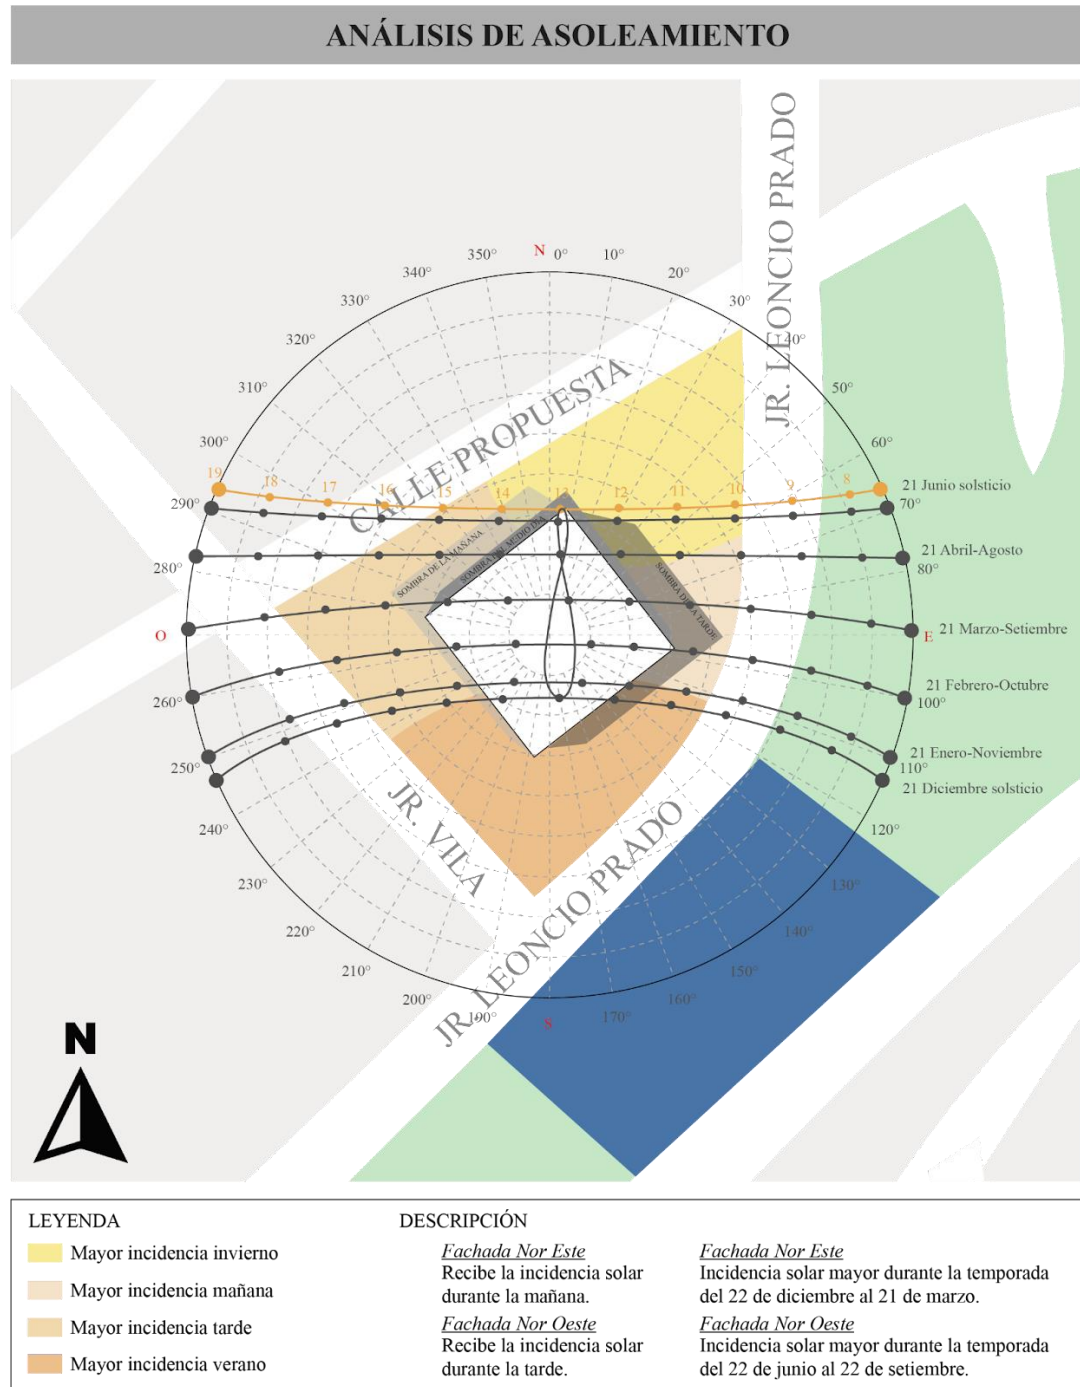 ANÁLISIS DE ASOLEAMIENTO
JR. LEONCIO PRADO
N
350°
0°
10°
340°
20°
330°
30°
320°
40°
310°
50°
300°
60°
290°
70°
280°
80°
O
E
260°
100°
250°
110°
240°
120°
230°
130°
220°
140°
210°
150°
200°
160°
190°
170°
S
CALLE PROPUESTA
19
18
17
16
15
14
13
12
11
10
9
8
21 Junio solsticio
21 Abril-Agosto
21 Marzo-Setiembre
21 Febrero-Octubre
21 Enero-Noviembre
21 Diciembre solsticio
SOMBRA DE LA MAÑANA
SOMBRA DEL MEDIO DIA
SOMBRA DE LA TARDE
JR. VILA
JR. LEONCIO PRADO
N
LEYENDA
Mayor incidencia invierno
Mayor incidencia mañana
Mayor incidencia tarde
Mayor incidencia verano
DESCRIPCIÓN
Fachada Nor Este
Recibe la incidencia solar
durante la mañana.
Fachada Nor Oeste
Recibe la incidencia solar
durante la tarde.
Fachada Nor Este
Incidencia solar mayor durante la temporada
del 22 de diciembre al 21 de marzo.
Fachada Nor Oeste
Incidencia solar mayor durante la temporada
del 22 de junio al 22 de setiembre.